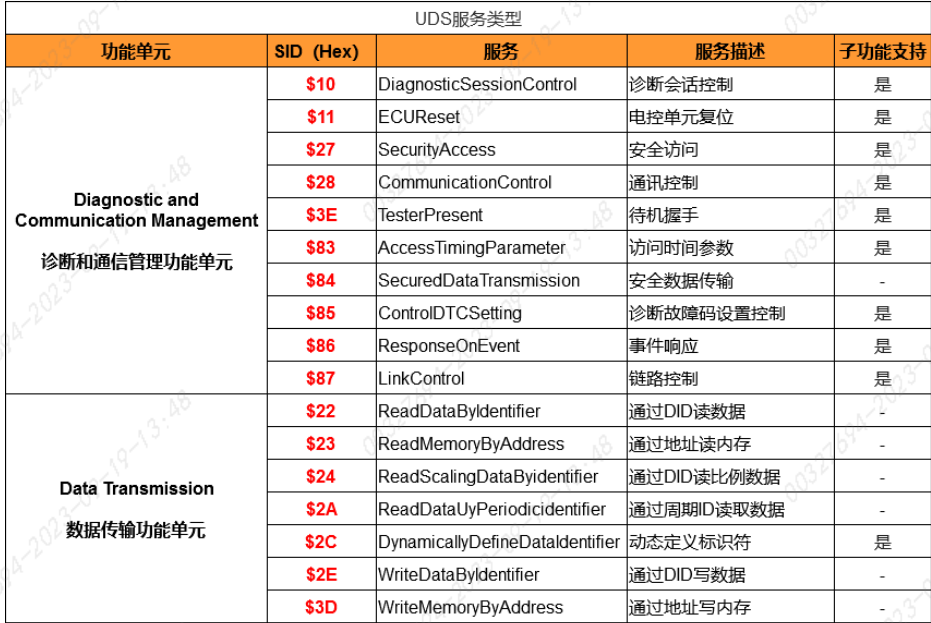 UDS服务类型
功能单元 SID（Hex） 服务 服务描述 子功能支持
Diagnostic and
Communication Management
诊断和通信管理功能单元
$10 DiagnosticSessionControl 诊断会话控制 是
$11 ECUReset 电控单元复位 是
$27 SecurityAccess 安全访问 是
$28 CommunicationControl 通讯控制 是
$3E TesterPresent 待机握手 是
$83 AccessTimingParameter 访问时间参数 是
$84 SecuredDataTransmission 安全数据传输 -
$85 ControlDTCSetting 诊断故障码设置控制 是
$86 ResponseOnEvent 事件响应 是
$87 LinkControl 链路控制 是
Data Transmission
数据传输功能单元
$22 ReadDataByIdentifier 通过DID读数据 -
$23 ReadMemoryByAddress 通过地址读内存 -
$24 ReadScalingDataByidentifier 通过DID读比例数据 -
$2A ReadDataUyPeriodicidentifier 通过周期ID读取数据 -
$2C DynamicallyDefineDataIdentifier 动态定义标识符 是
$2E WriteDataByIdentifier 通过DID写数据 -
$3D WriteMemoryByAddress 通过地址写内存 -